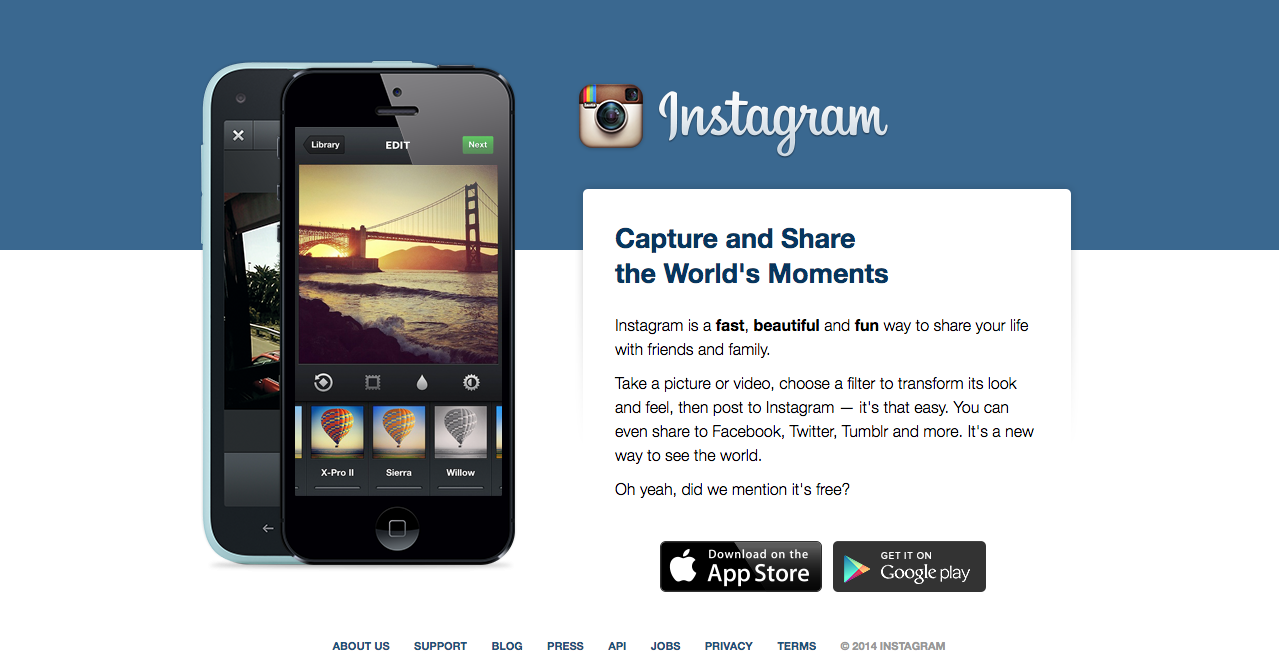 Instagram
Library
EDIT
Next
X-Pro II
Sierra
Willow
Capture and Share
the World's Moments
Instagram is a fast, beautiful and fun way to share your life
with friends and family.
Take a picture or video, choose a filter to transform its look
and feel, then post to Instagram — it's that easy. You can
even share to Facebook, Twitter, Tumblr and more. It's a new
way to see the world.
Oh yeah, did we mention it's free?
Download on the
App Store
GET IT ON
Google play
ABOUT US SUPPORT BLOG PRESS API JOBS PRIVACY TERMS © 2014 INSTAGRAM